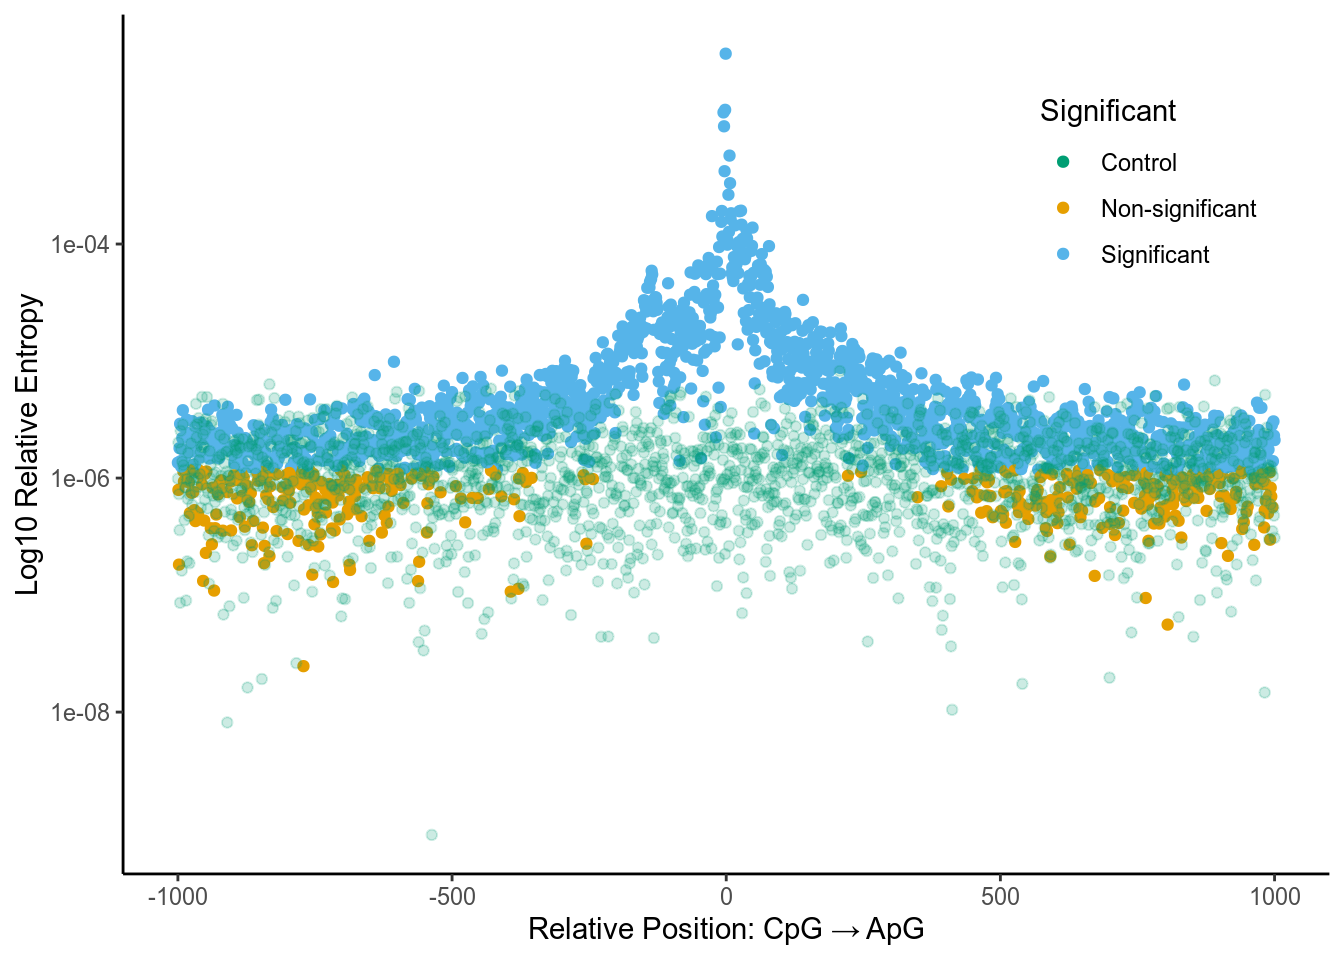 Significant
Control
Non-significant
Significant
1e-04
1e-06
1e-08
Log10 Relative Entropy
-1000
-500
0
500
1000
Relative Position: CpG → ApG